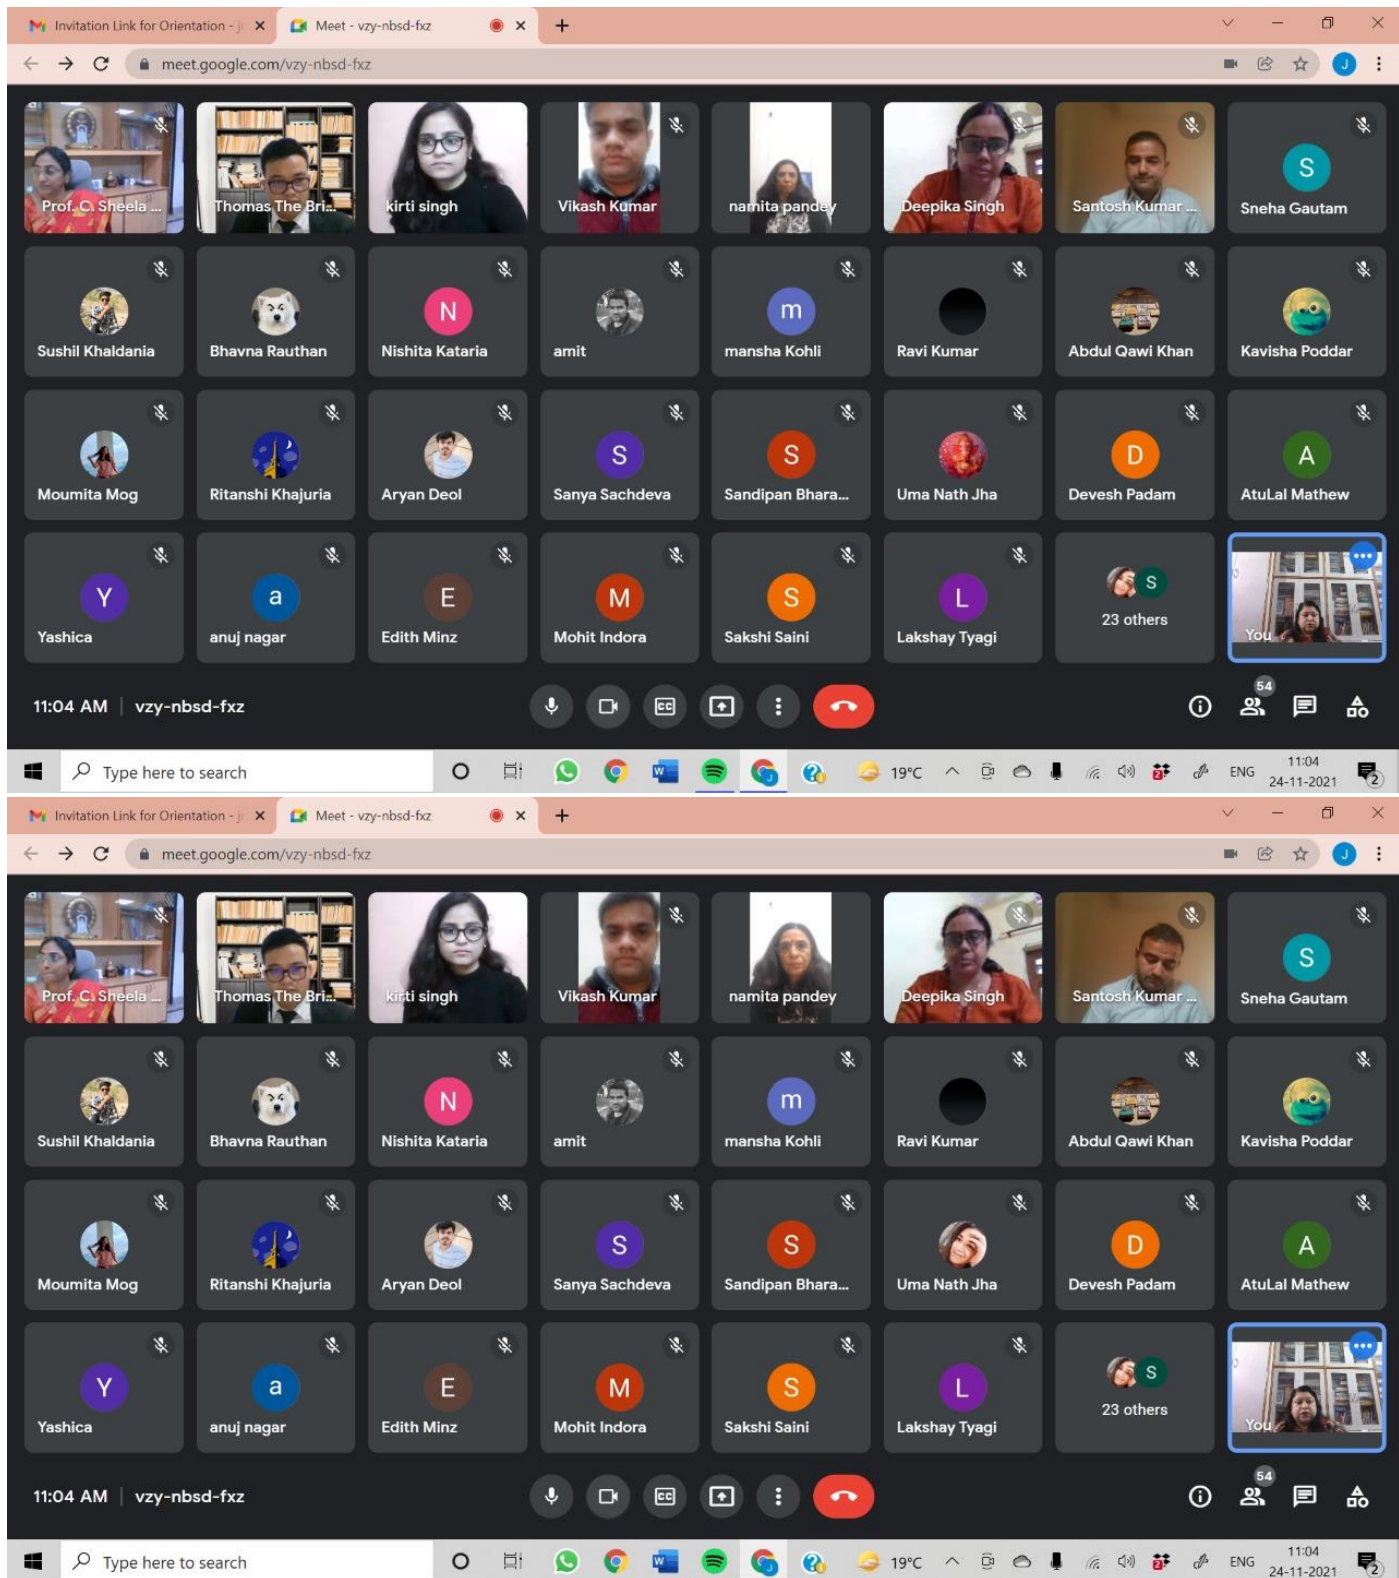 Invitation Link for Orientation - jr
Meet - vzy-nbsd-fxz
meet.google.com/vzy-nbsd-fxz
J
Prof. C. Sheela ...
Thomas The Bri...
kirti singh
Vikash Kumar
namita pandey
Deepika Singh
Santosh Kumar ...
S
Sneha Gautam
Sushil Khaldania
Bhavna Rauthan
N
Nishita Kataria
amit
m
mansha Kohli
Ravi Kumar
Abdul Qawi Khan
Kavisha Poddar
Moumita Mog
Ritanshi Khajuria
Aryan Deol
S
Sanya Sachdeva
S
Sandipan Bhara...
Uma Nath Jha
D
Devesh Padam
A
AtuLal Mathew
Y
Yashica
a
anuj nagar
E
Edith Minz
M
Mohit Indora
S
Sakshi Saini
L
Lakshay Tyagi
S
23 others
You
11:04 AM | vzy-nbsd-fxz
CC
54
Type here to search
W
19°C
2
ENG
11:04
24-11-2021
2
Invitation Link for Orientation - jr
Meet - vzy-nbsd-fxz
meet.google.com/vzy-nbsd-fxz
J
Prof. C. Sheela ...
Thomas The Bri...
kirti singh
Vikash Kumar
namita pandey
Deepika Singh
Santosh Kumar ...
S
Sneha Gautam
Sushil Khaldania
Bhavna Rauthan
N
Nishita Kataria
amit
m
mansha Kohli
Ravi Kumar
Abdul Qawi Khan
Kavisha Poddar
Moumita Mog
Ritanshi Khajuria
Aryan Deol
S
Sanya Sachdeva
S
Sandipan Bhara...
Uma Nath Jha
D
Devesh Padam
A
AtuLal Mathew
Y
Yashica
a
anuj nagar
E
Edith Minz
M
Mohit Indora
S
Sakshi Saini
L
Lakshay Tyagi
S
23 others
You
11:04 AM | vzy-nbsd-fxz
CC
54
Type here to search
W
19°C
2
ENG
11:04
24-11-2021
2